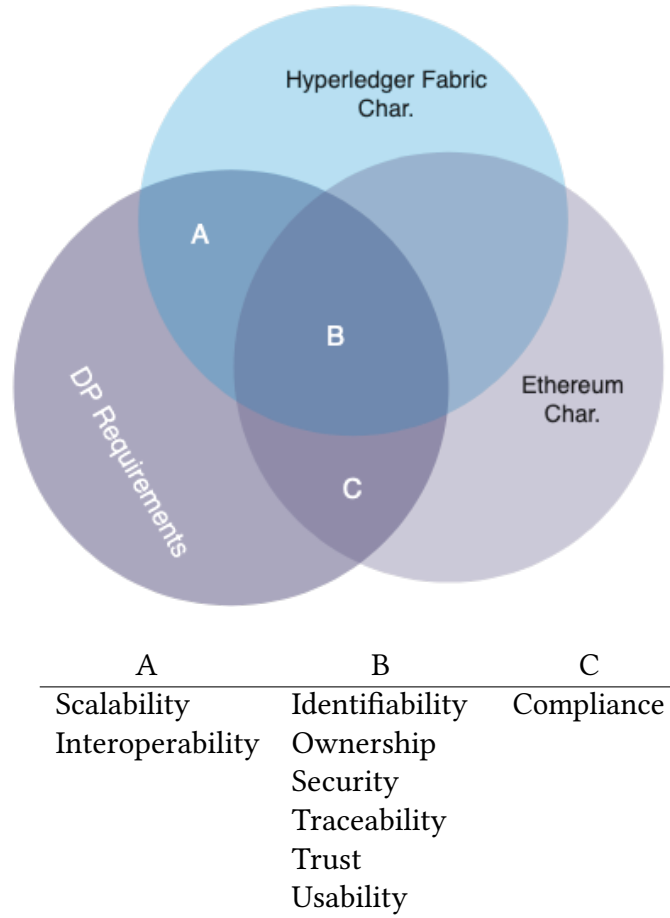 Hyperledger Fabric
Char.
A
B
Ethereum
Char.
DP Requirements
C
A B C
Scalability Identifiability Compliance
Interoperability Ownership
Security
Traceability
Trust
Usability